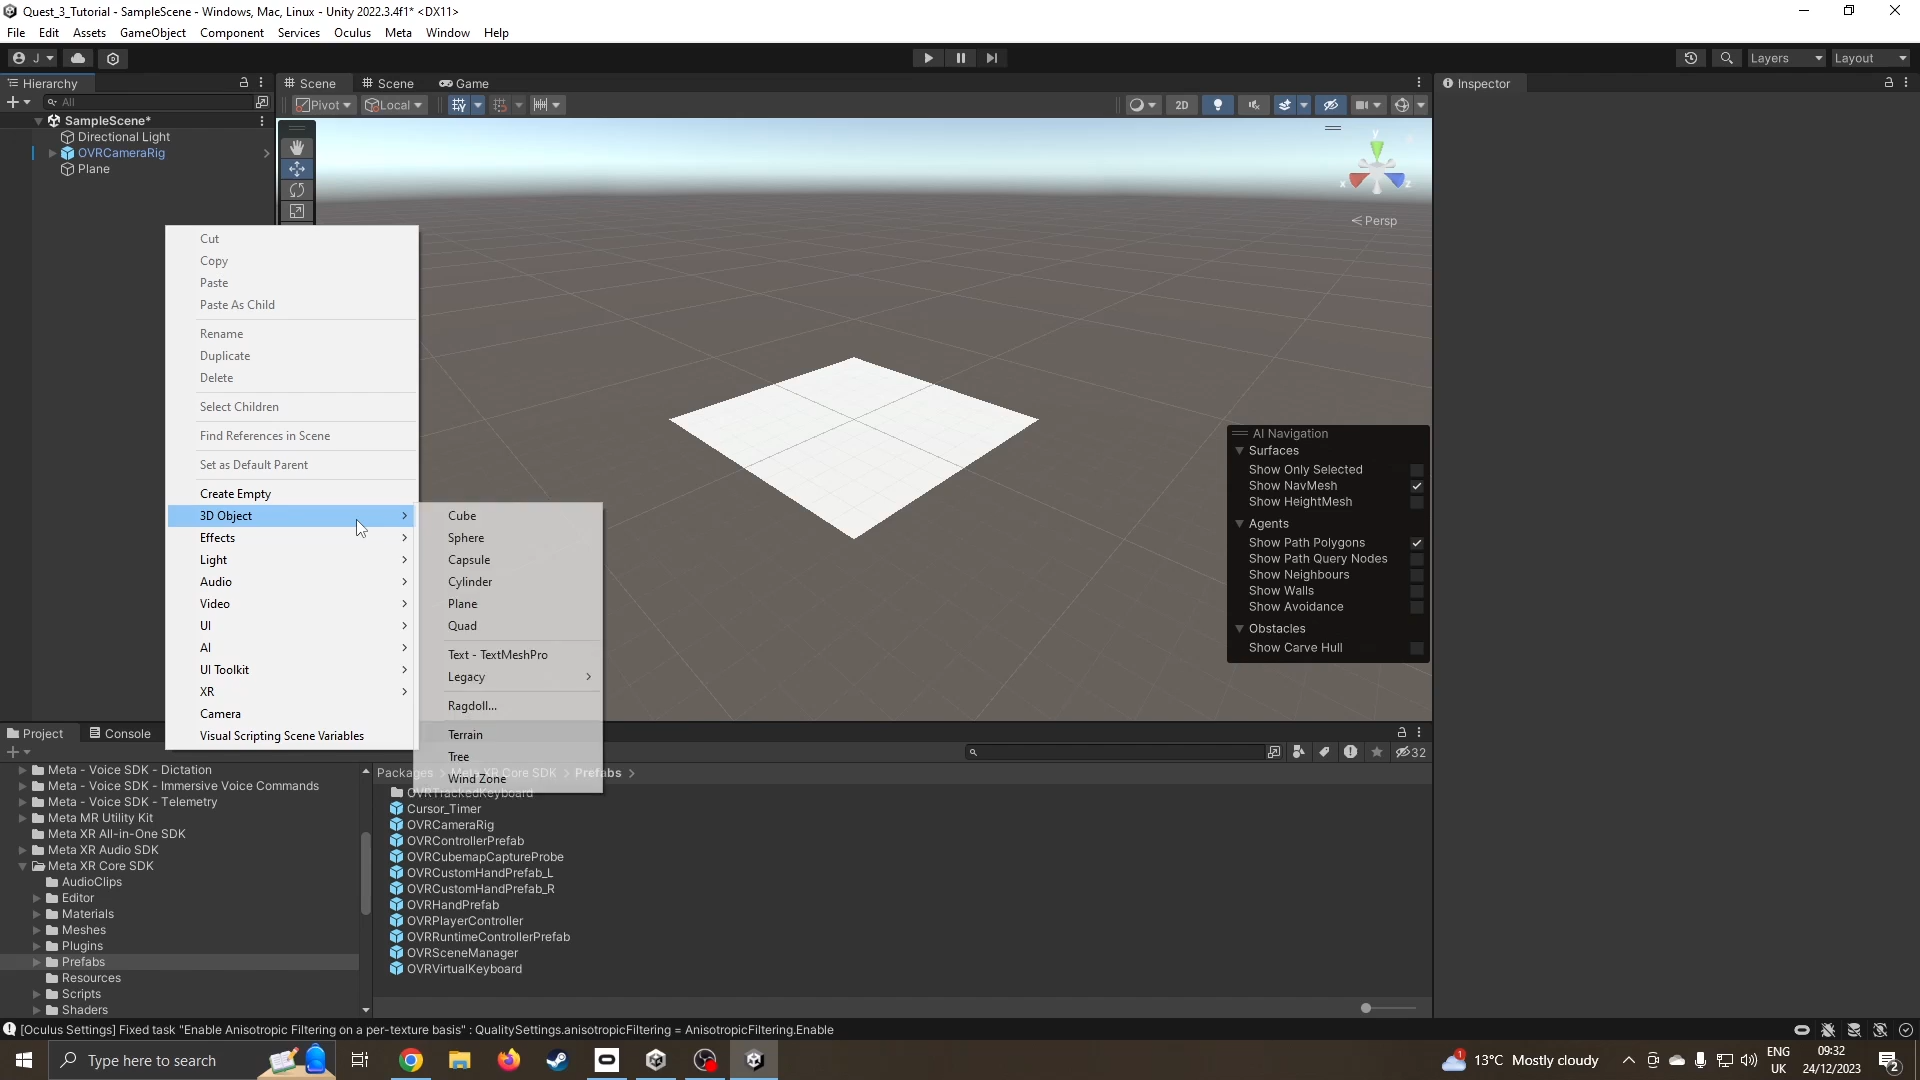 Quest_3_Tutorial - SampleScene - Windows, Mac, Linux - Unity 2022.3.4f1* <DX11>
File Edit Assets GameObject Component Services Oculus Meta Window Help
J Layers Layout
Hierarchy Scene Scene Game Inspector
All Pivot Local 2D
SampleScene*
Directional Light
OVRCameraRig
Plane
y
x z
Persp
Cut
Copy
Paste
Paste As Child
Rename
Duplicate
Delete
Select Children
Find References in Scene
Set as Default Parent
Create Empty
3D Object
Effects
Light
Audio
Video
UI
AI
UI Toolkit
XR
Camera
Visual Scripting Scene Variables
Cube
Sphere
Capsule
Cylinder
Plane
Quad
Text - TextMeshPro
Legacy
Ragdoll...
Terrain
Tree
Wind Zone
AI Navigation
Surfaces
Show Only Selected
Show NavMesh
Show HeightMesh
Agents
Show Path Polygons
Show Path Query Nodes
Show Neighbours
Show Walls
Show Avoidance
Obstacles
Show Carve Hull
Project Console
32
Meta - Voice SDK - Dictation
Meta - Voice SDK - Immersive Voice Commands
Meta - Voice SDK - Telemetry
Meta MR Utility Kit
Meta XR All-in-One SDK
Meta XR Audio SDK
Meta XR Core SDK
AudioClips
Editor
Materials
Meshes
Plugins
Prefabs
Resources
Scripts
Shaders
Packages > Meta XR Core SDK > Prefabs >
OVRTrackedKeyboard
Cursor_Timer
OVRCameraRig
OVRControllerPrefab
OVRCubemapCaptureProbe
OVRCustomHandPrefab_L
OVRCustomHandPrefab_R
OVRHandPrefab
OVRPlayerController
OVRRuntimeControllerPrefab
OVRSceneManager
OVRVirtualKeyboard
[Oculus Settings] Fixed task "Enable Anisotropic Filtering on a per-texture basis" : QualitySettings.anisotropicFiltering = AnisotropicFiltering.Enable
Type here to search
1
13°C Mostly cloudy
ENG
UK
09:32
24/12/2023
2